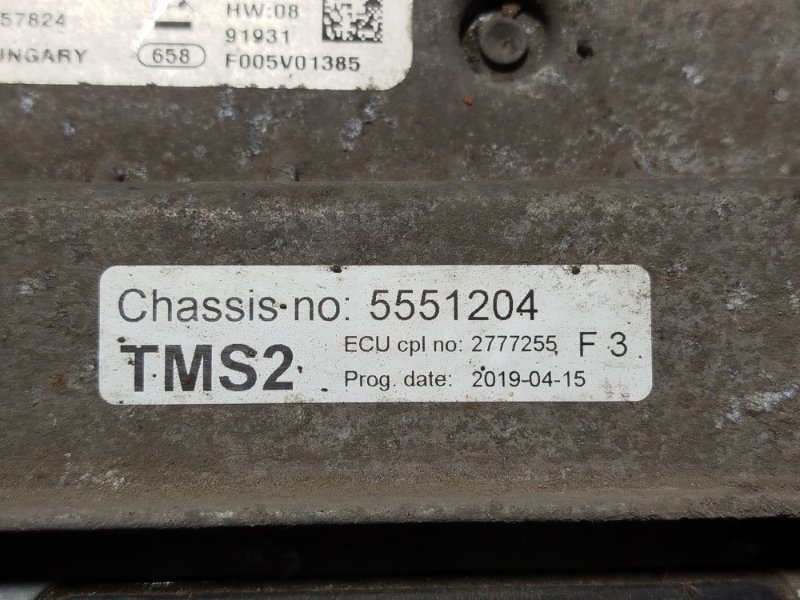 57824 HW:08
91931
UNGARY 658 F005V01385
Chassis no: 5551204
TMS2 ECU cpl no: 2777255 F 3
Prog. date: 2019-04-15